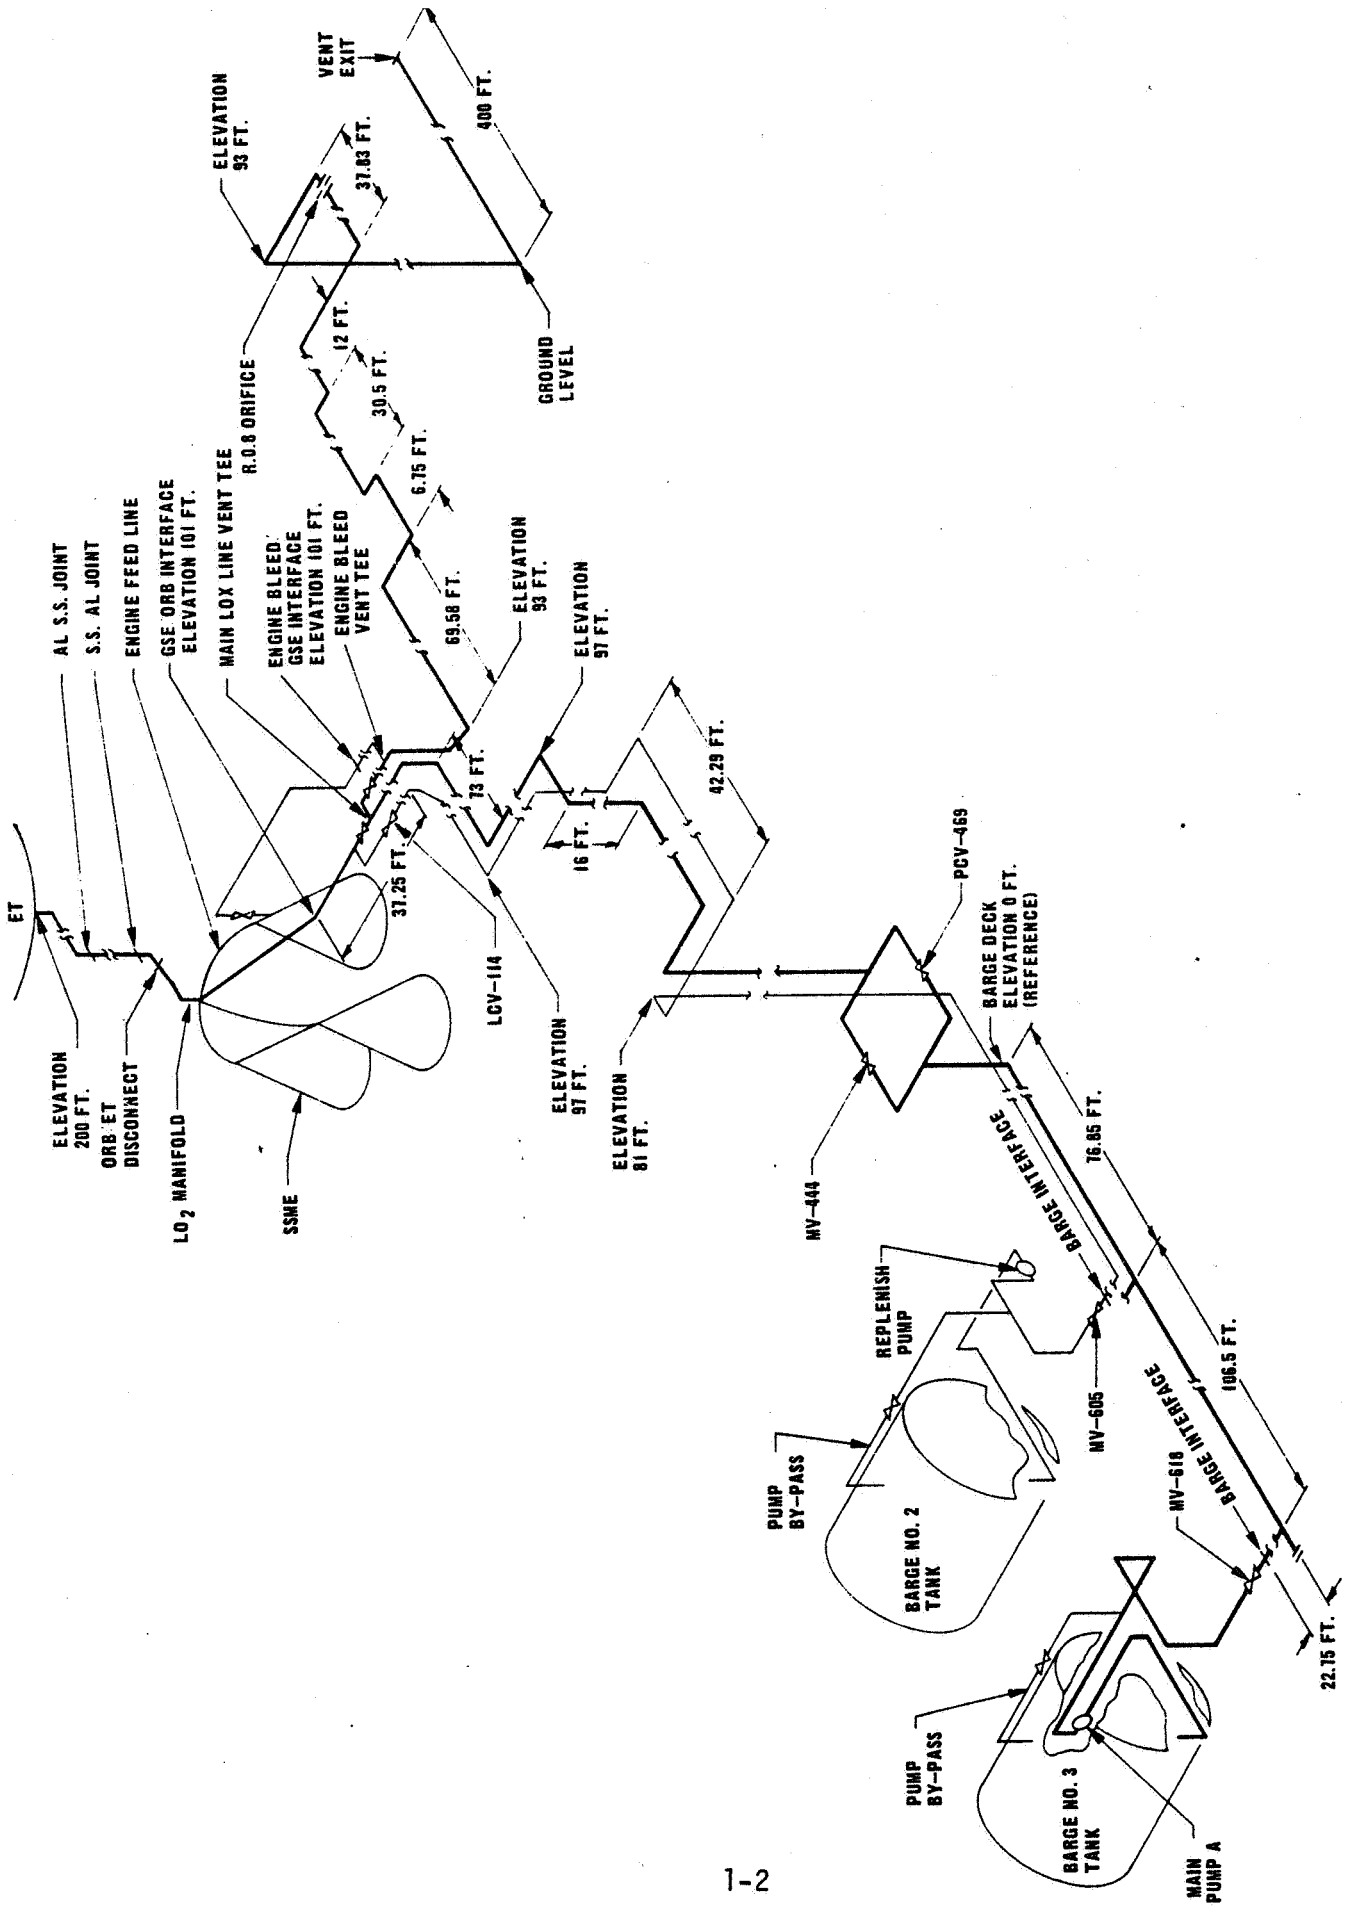 ET
AL S.S. JOINT
S.S. AL JOINT
ENGINE FEED LINE
GSE ORB INTERFACE
ELEVATION 101 FT.
MAIN LOX LINE VENT TEE
R.O.8 ORIFICE
ENGINE BLEED
GSE INTERFACE
ELEVATION 101 FT.
ENGINE BLEED
VENT TEE
ELEVATION
93 FT.
VENT
EXIT
400 FT.
37.83 FT.
12 FT.
30.5 FT.
6.75 FT.
GROUND
LEVEL
69.58 FT.
ELEVATION
93 FT.
ELEVATION
97 FT.
73 FT.
42.29 FT.
16 FT.
37.25 FT.
LCV-114
ELEVATION
97 FT.
ELEVATION
81 FT.
ELEVATION
200 FT.
ORB ET
DISCONNECT
LO2 MANIFOLD
SSME
PCV-469
BARGE DECK
ELEVATION 0 FT.
(REFERENCE)
MV-444
76.85 FT.
BARGE INTERFACE
REPLENISH
PUMP
MV-605
106.5 FT.
BARGE INTERFACE
MV-618
PUMP
BY-PASS
BARGE NO. 2
TANK
22.75 FT.
PUMP
BY-PASS
BARGE NO. 3
TANK
MAIN
PUMP A
1-2